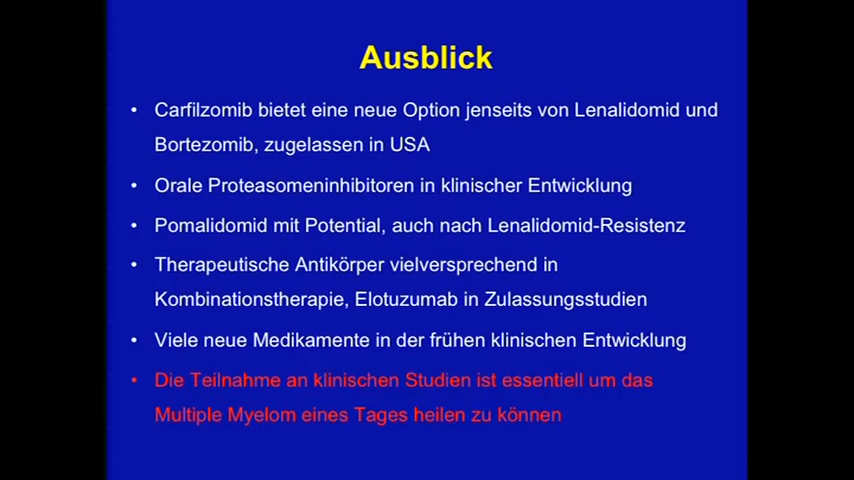 Ausblick
• Carfilzomib bietet eine neue Option jenseits von Lenalidomid und
Bortezomib, zugelassen in USA
• Orale Proteasomeninhibitoren in klinischer Entwicklung
• Pomalidomid mit Potential, auch nach Lenalidomid-Resistenz
• Therapeutische Antikörper vielversprechend in
Kombinationstherapie, Elotuzumab in Zulassungsstudien
• Viele neue Medikamente in der frühen klinischen Entwicklung
• Die Teilnahme an klinischen Studien ist essentiell um das
Multiple Myelom eines Tages heilen zu können